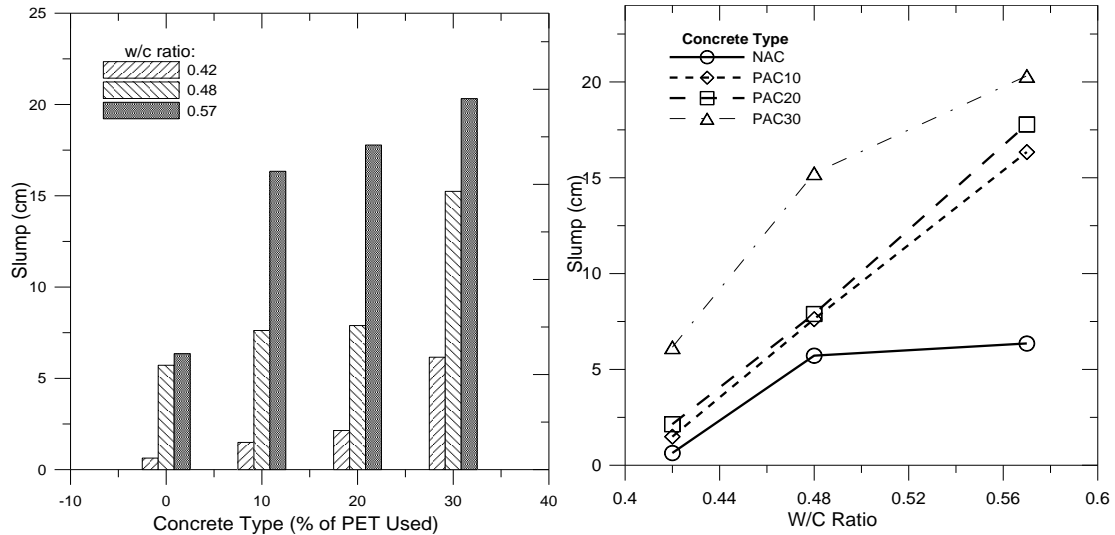 25
20
15
10
5
0
Slump (cm)
w/c ratio:
0.42
0.48
0.57
-10 0 10 20 30 40
Concrete Type (% of PET Used)
20
15
10
5
0
Slump (cm)
Concrete Type
NAC
PAC10
PAC20
PAC30
0.4 0.44 0.48 0.52 0.56 0.6
W/C Ratio